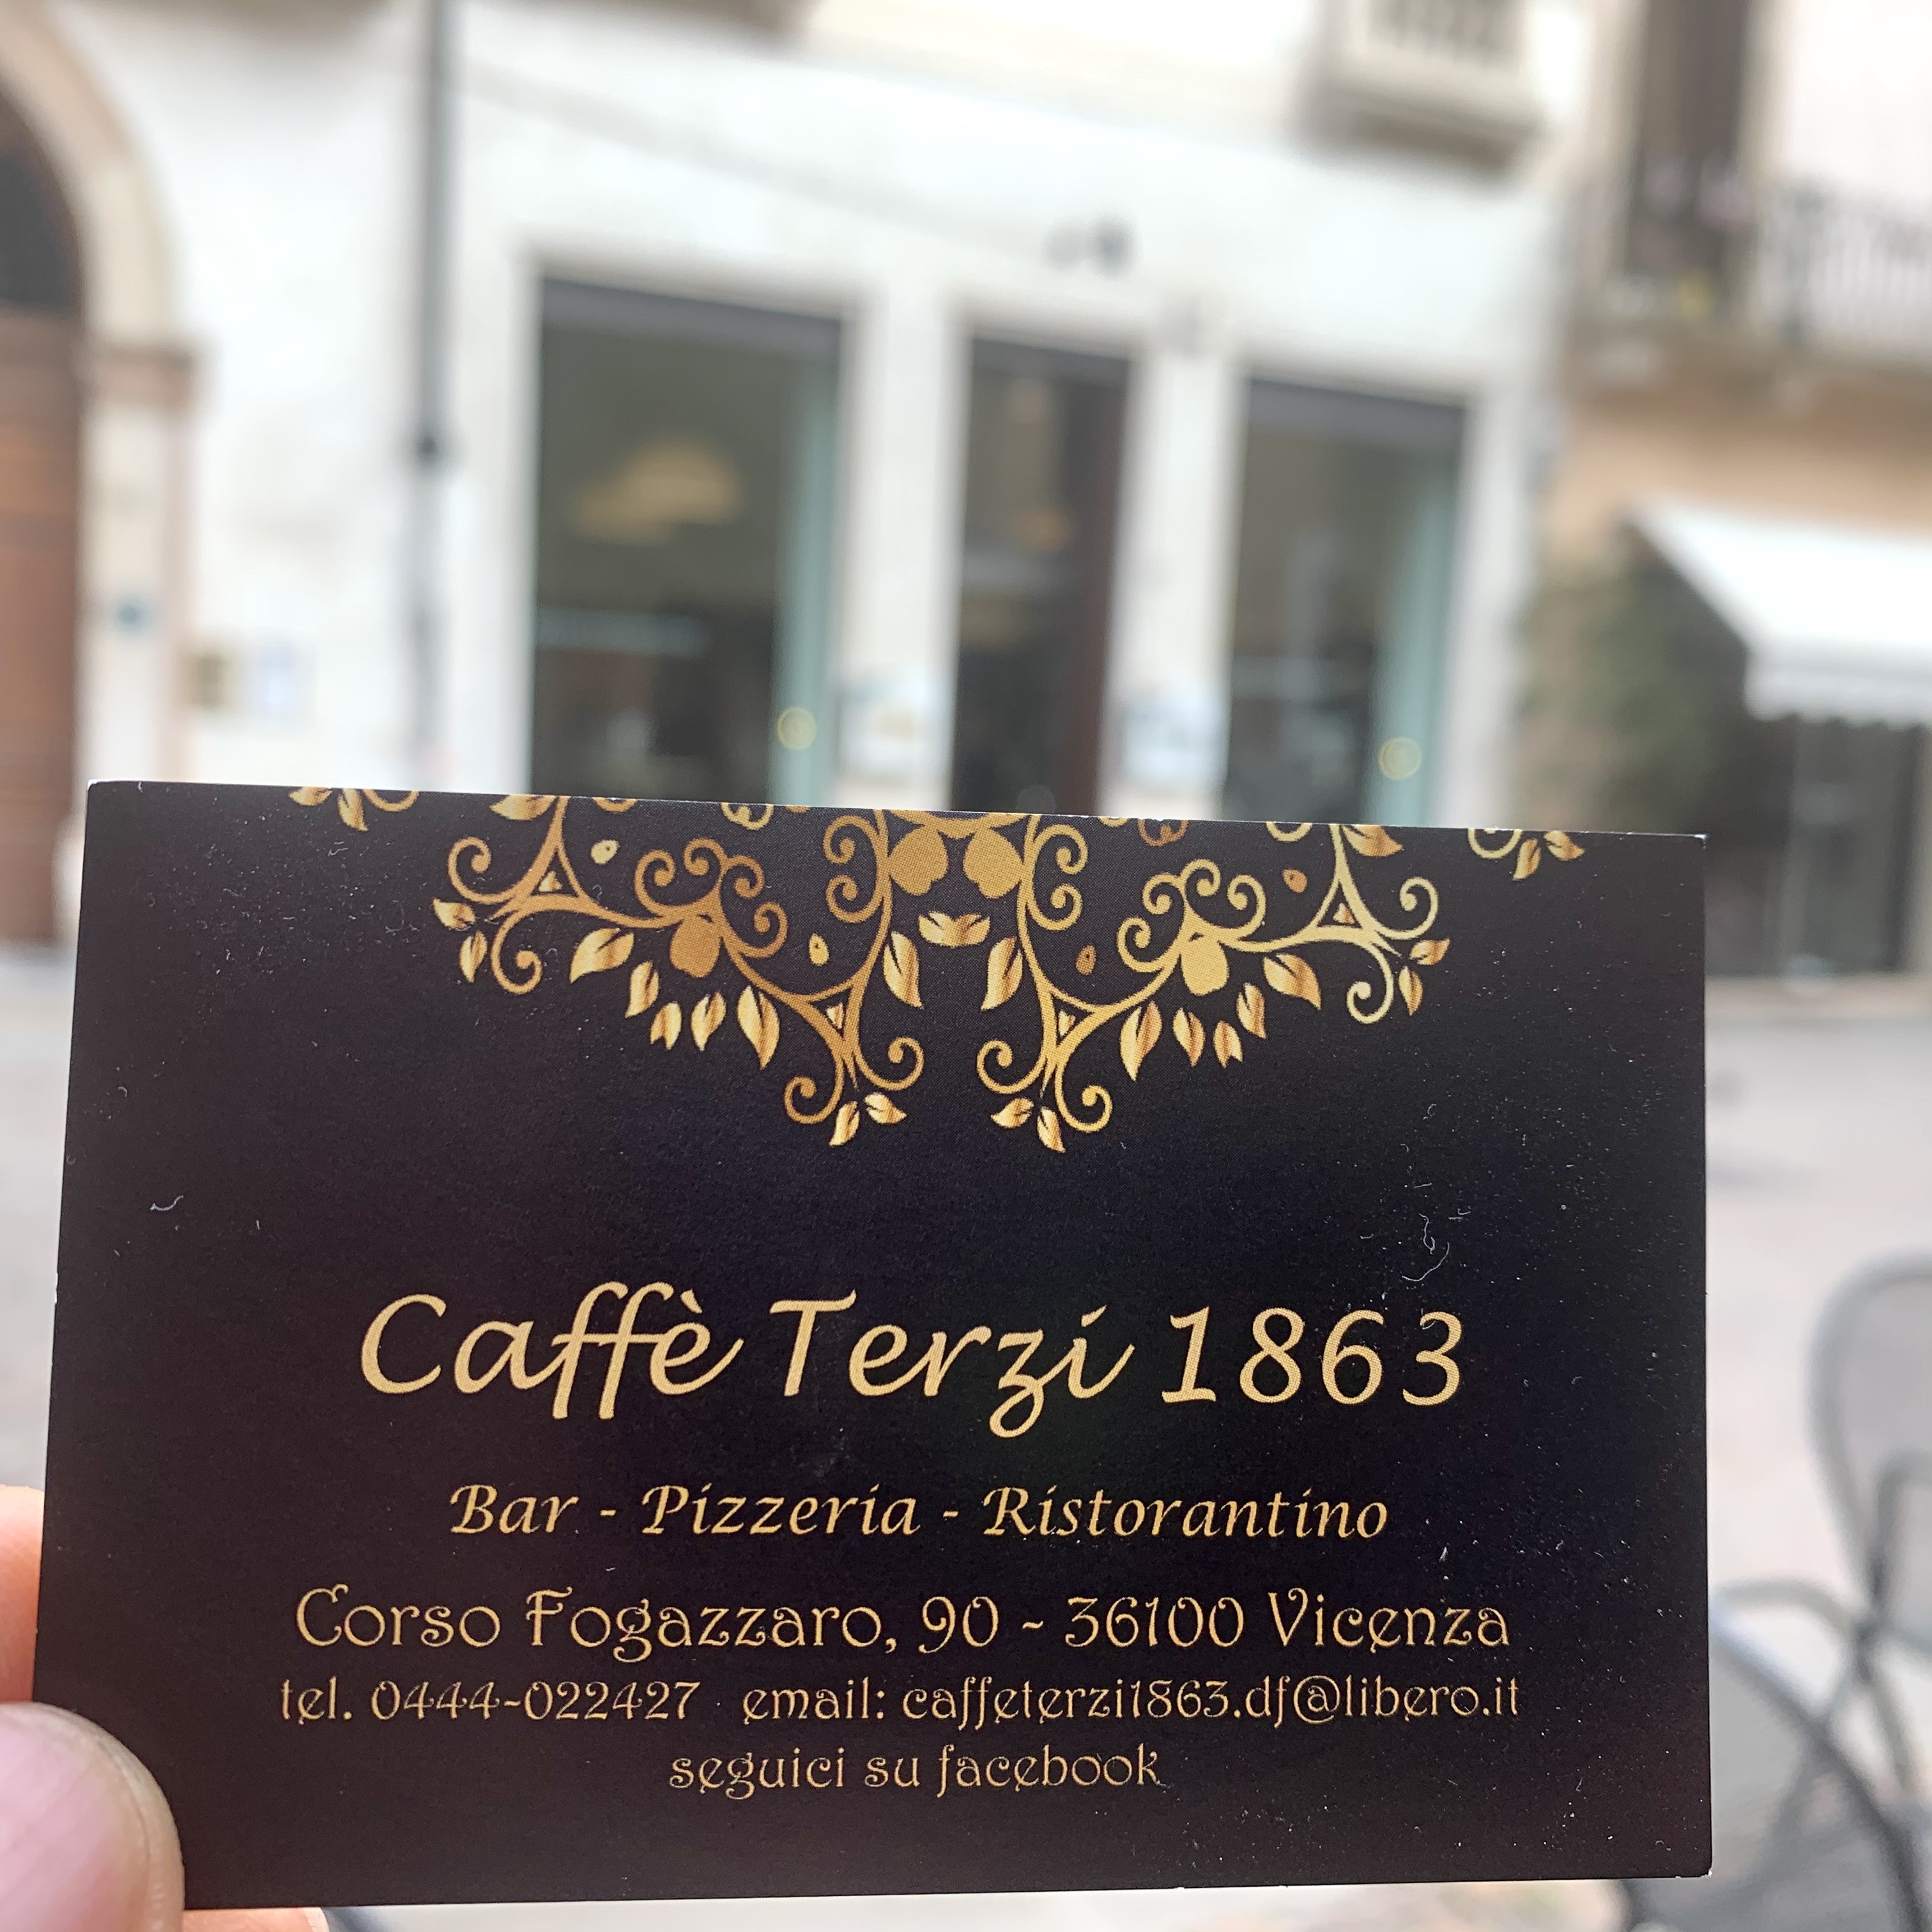 Caffè Terzi 1863
Bar - Pizzeria - Ristorantino
Corso Fogazzaro, 90 - 36100 Vicenza
tel. 0444-022427 email: caffeterzi1863.df@libero.it
seguici su facebook